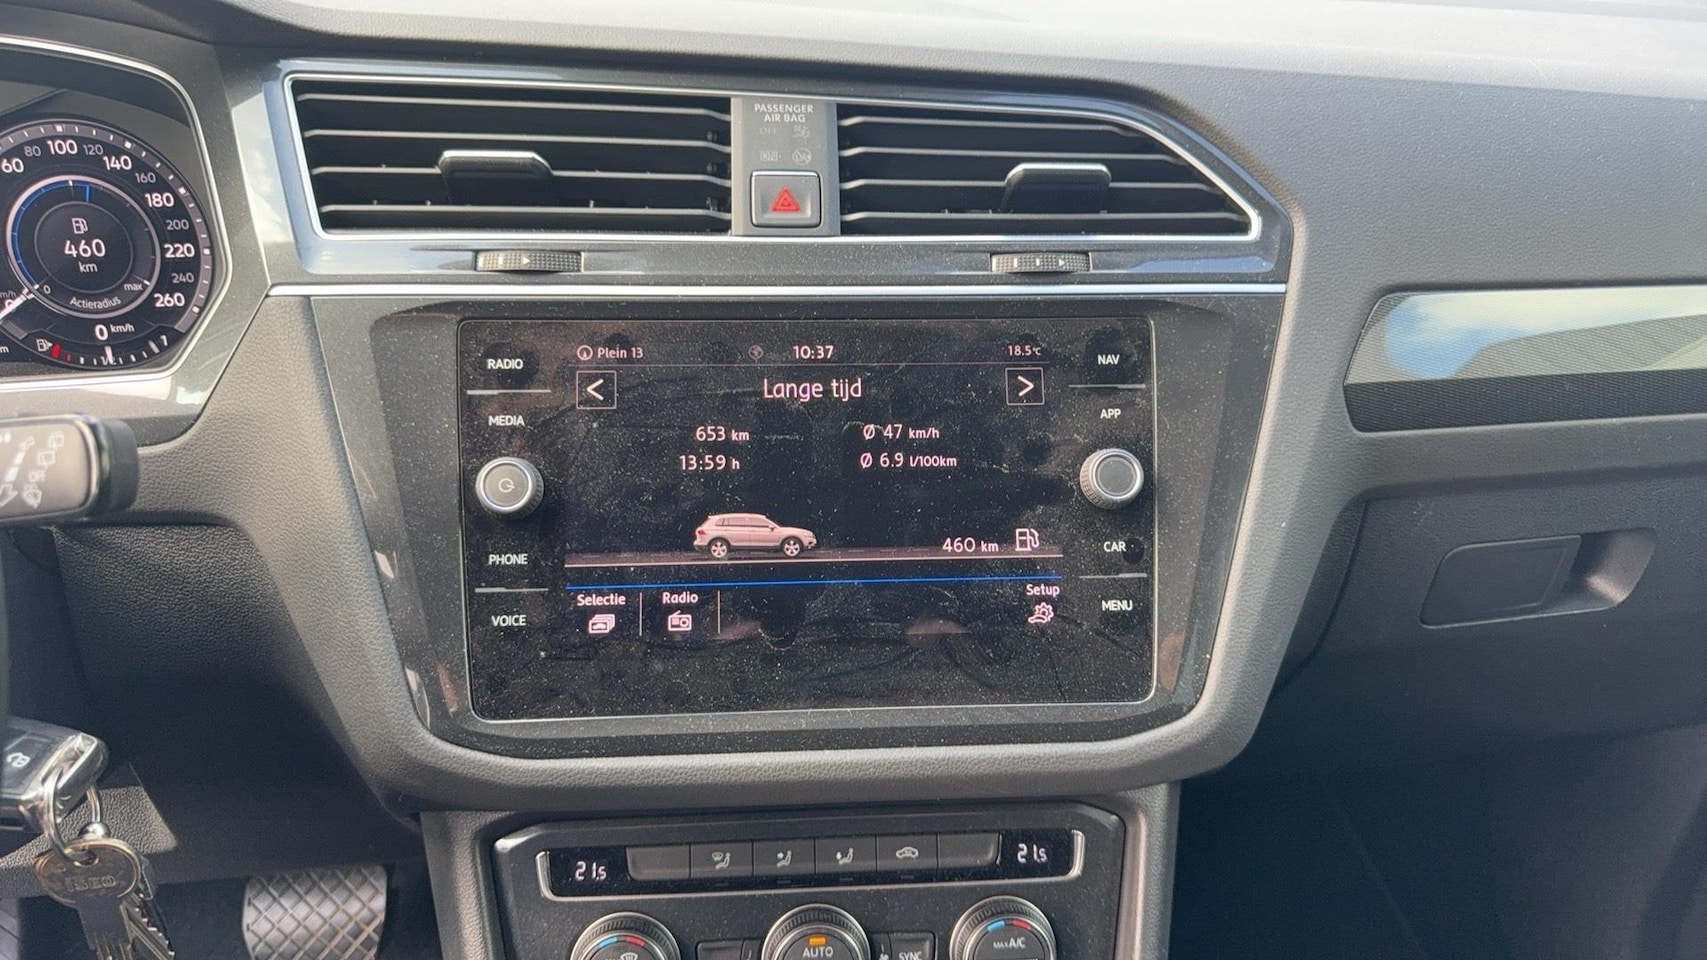 PASSENGER
AIR BAG
OFF
ON
60 80 100 120 140 160 180 200 220 240 260
460
km
0 max
Actieradius
0 km/h
RADIO
MEDIA
PHONE
VOICE
Plein 13 10:37 18.5°C
< Lange tijd >
653 km Ø 47 km/h
13:59 h Ø 6.9 l/100km
460 km
Selectie Radio Setup
NAV
APP
CAR
MENU
21.5 21.5
AUTO
SYNC
MAX A/C